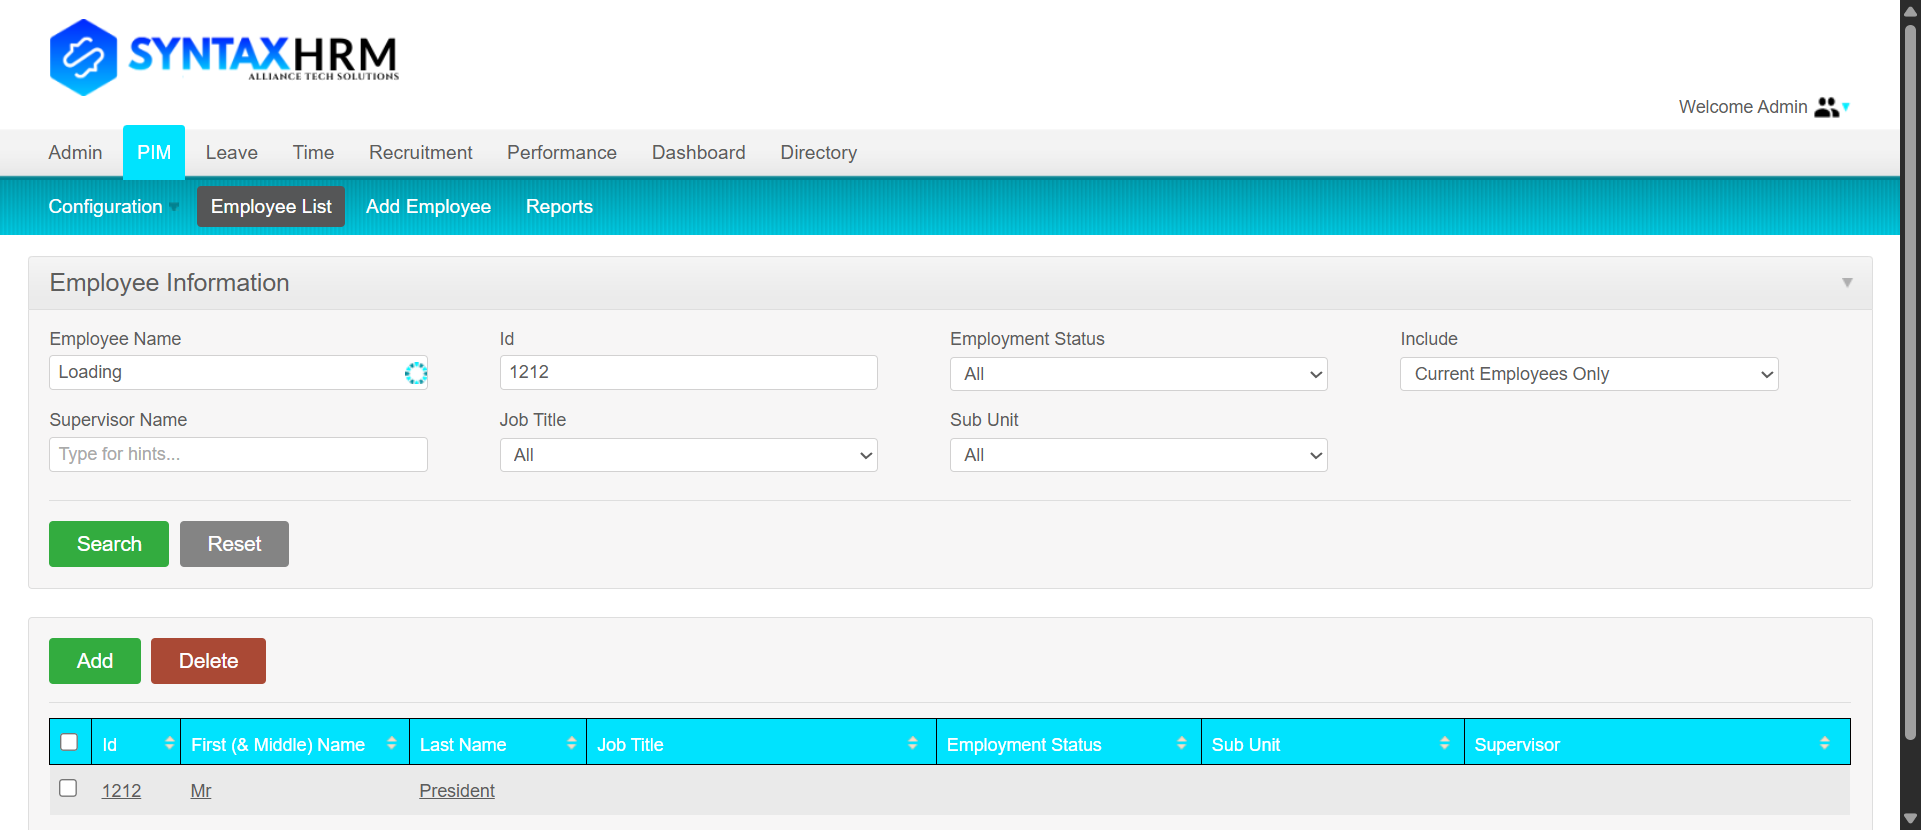 SYNTAXHRM
ALLIANCE TECH SOLUTIONS
Welcome Admin
Admin PIM Leave Time Recruitment Performance Dashboard Directory
Configuration Employee List Add Employee Reports
Employee Information
Employee Name Id Employment Status Include
Loading 1212 All Current Employees Only
Supervisor Name Job Title Sub Unit
Type for hints... All All
Search Reset
Add Delete
Id First (& Middle) Name Last Name Job Title Employment Status Sub Unit Supervisor
1212 Mr President